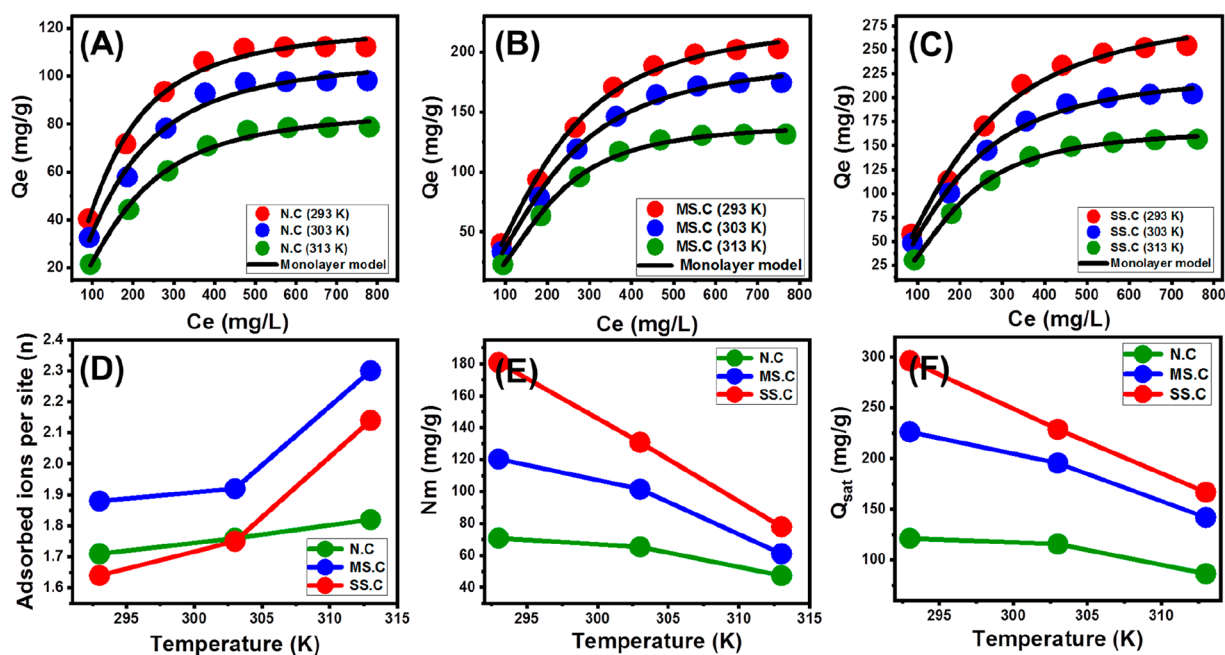 (A)
Qe (mg/g)
120
100
80
60
40
20
N.C (293 K)
N.C (303 K)
N.C (313 K)
Monolayer model
100 200 300 400 500 600 700 800
Ce (mg/L)
(B)
Qe (mg/g)
200
150
100
50
MS.C (293 K)
MS.C (303 K)
MS.C (313 K)
Monolayer model
100 200 300 400 500 600 700 800
Ce (mg/L)
(C)
Qe (mg/g)
275
250
225
200
175
150
125
100
75
50
25
SS.C (293 K)
SS.C (303 K)
SS.C (313 K)
Monolayer model
100 200 300 400 500 600 700 800
Ce (mg/L)
(D)
Adsorbed ions per site (n)
2.4
2.3
2.2
2.1
2.0
1.9
1.8
1.7
1.6
N.C
MS.C
SS.C
295 300 305 310 315
Temperature (K)
(E)
Nm (mg/g)
180
160
140
120
100
80
60
40
N.C
MS.C
SS.C
295 300 305 310 315
Temperature (K)
(F)
Qsat (mg/g)
300
250
200
150
100
N.C
MS.C
SS.C
295 300 305 310
Temperature (K)